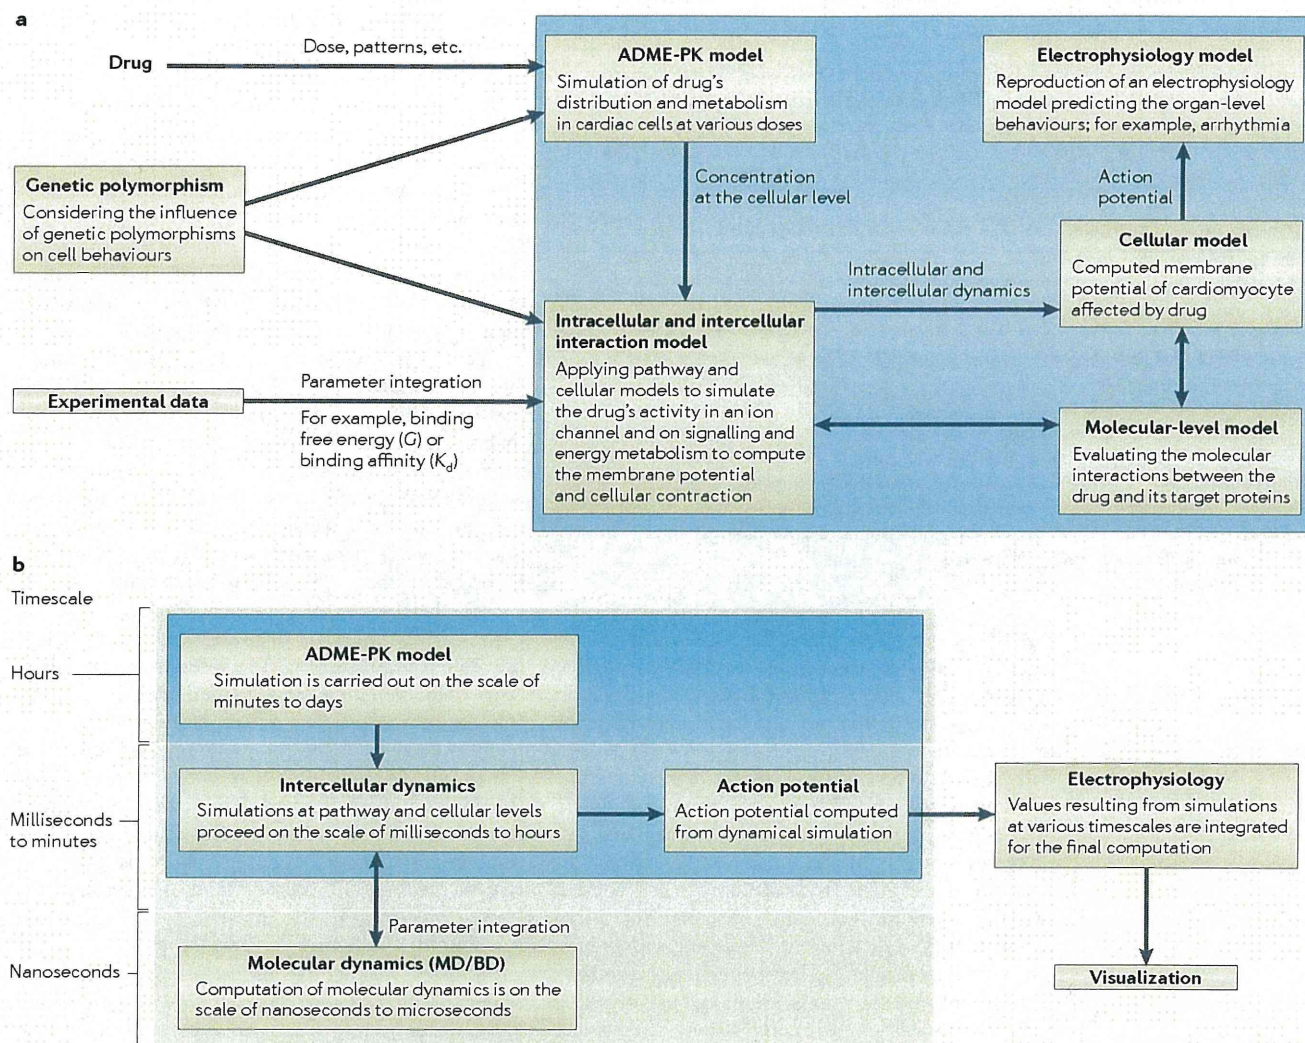 a
Drug
Dose, patterns, etc.
ADME-PK model
Simulation of drug's
distribution and metabolism
in cardiac cells at various doses
Electrophysiology model
Reproduction of an electrophysiology
model predicting the organ-level
behaviours; for example, arrhythmia
Genetic polymorphism
Considering the influence
of genetic polymorphisms
on cell behaviours
Concentration
at the cellular level
Action
potential
Cellular model
Computed membrane
potential of cardiomyocyte
affected by drug
Intracellular and
intercellular dynamics
Intracellular and intercellular
interaction model
Applying pathway and
cellular models to simulate
the drug's activity in an ion
channel and on signalling and
energy metabolism to compute
the membrane potential
and cellular contraction
Experimental data
Parameter integration
For example, binding
free energy (G) or
binding affinity (Kd)
Molecular-level model
Evaluating the molecular
interactions between the
drug and its target proteins
b
Timescale
Hours
ADME-PK model
Simulation is carried out on the scale of
minutes to days
Milliseconds
to minutes
Intercellular dynamics
Simulations at pathway and cellular levels
proceed on the scale of milliseconds to hours
Action potential
Action potential computed
from dynamical simulation
Electrophysiology
Values resulting from simulations
at various timescales are integrated
for the final computation
Parameter integration
Nanoseconds
Molecular dynamics (MD/BD)
Computation of molecular dynamics is on the
scale of nanoseconds to microseconds
Visualization